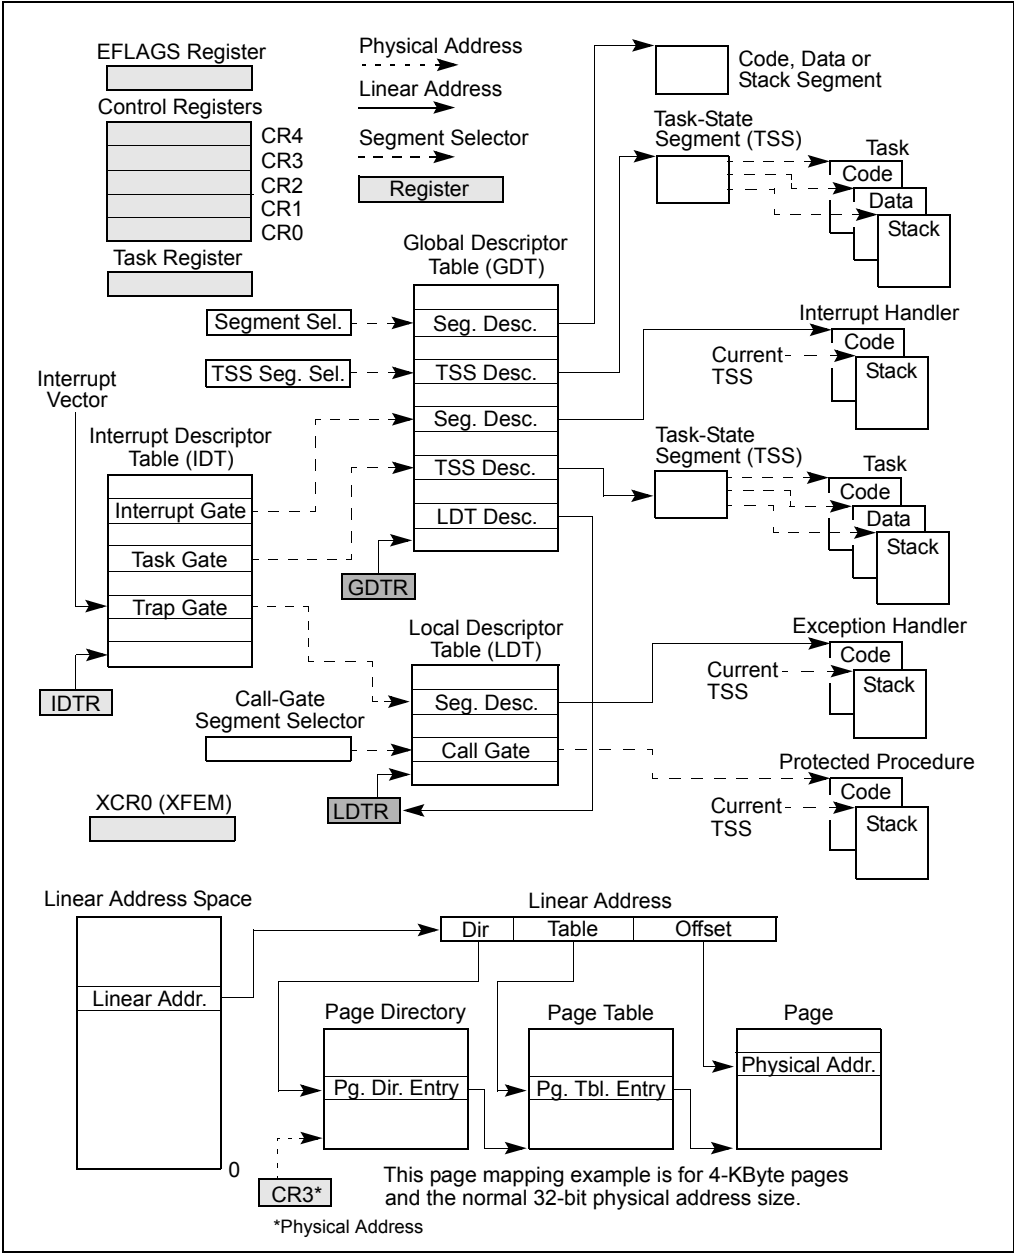 EFLAGS Register
Control Registers
CR4
CR3
CR2
CR1
CR0
Task Register
Physical Address
Linear Address
Segment Selector
Register
Code, Data or
Stack Segment
Task-State
Segment (TSS)
Task
Code
Data
Stack
Global Descriptor
Table (GDT)
Segment Sel.
Seg. Desc.
TSS Seg. Sel.
TSS Desc.
Seg. Desc.
TSS Desc.
LDT Desc.
GDTR
Interrupt Handler
Code
Current
TSS
Stack
Interrupt
Vector
Interrupt Descriptor
Table (IDT)
Interrupt Gate
Task Gate
Trap Gate
IDTR
Task-State
Segment (TSS)
Task
Code
Data
Stack
Local Descriptor
Table (LDT)
Seg. Desc.
Call-Gate
Segment Selector
Call Gate
LDTR
Exception Handler
Code
Current
TSS
Stack
Protected Procedure
Code
Current
TSS
Stack
XCR0 (XFEM)
Linear Address Space
Linear Addr.
0
Linear Address
Dir
Table
Offset
Page Directory
Pg. Dir. Entry
Page Table
Pg. Tbl. Entry
Page
Physical Addr.
CR3*
*Physical Address
This page mapping example is for 4-KByte pages
and the normal 32-bit physical address size.